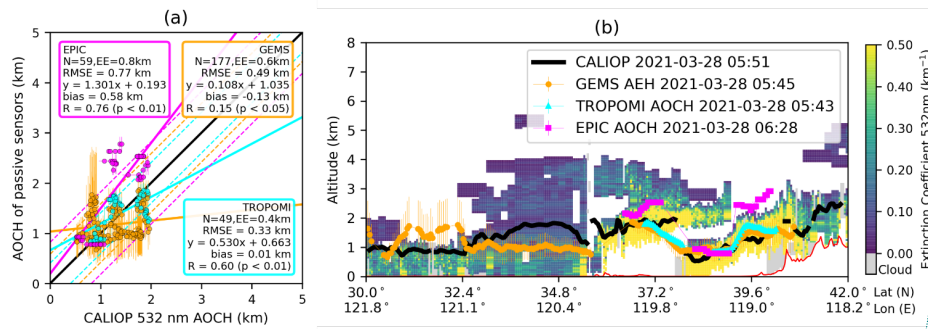 (a)
AOCH of passive sensors (km)
5
4
3
2
1
0
EPIC
N=59,EE=0.8km
RMSE = 0.77 km
y = 1.301x + 0.193
bias = 0.58 km
R = 0.76 (p < 0.01)
GEMS
N=177,EE=0.6km
RMSE = 0.49 km
y = 0.108x + 1.035
bias = -0.13 km
R = 0.15 (p < 0.05)
TROPOMI
N=49,EE=0.4km
RMSE = 0.33 km
y = 0.530x + 0.663
bias = 0.01 km
R = 0.60 (p < 0.01)
0 1 2 3 4 5
CALIOP 532 nm AOCH (km)
(b)
Altitude (km)
8
7
6
5
4
3
2
1
0
CALIOP 2021-03-28 05:51
GEMS AEH 2021-03-28 05:45
TROPOMI AOCH 2021-03-28 05:43
EPIC AOCH 2021-03-28 06:28
30.0° 32.4° 34.8° 37.2° 39.6° 42.0° Lat (N)
121.8° 121.1° 120.5° 119.8° 119.0° 118.2° Lon (E)
0.50
0.40
0.30
0.20
0.10
0.00
Cloud
Extinction Coefficient 532nm (km⁻¹)